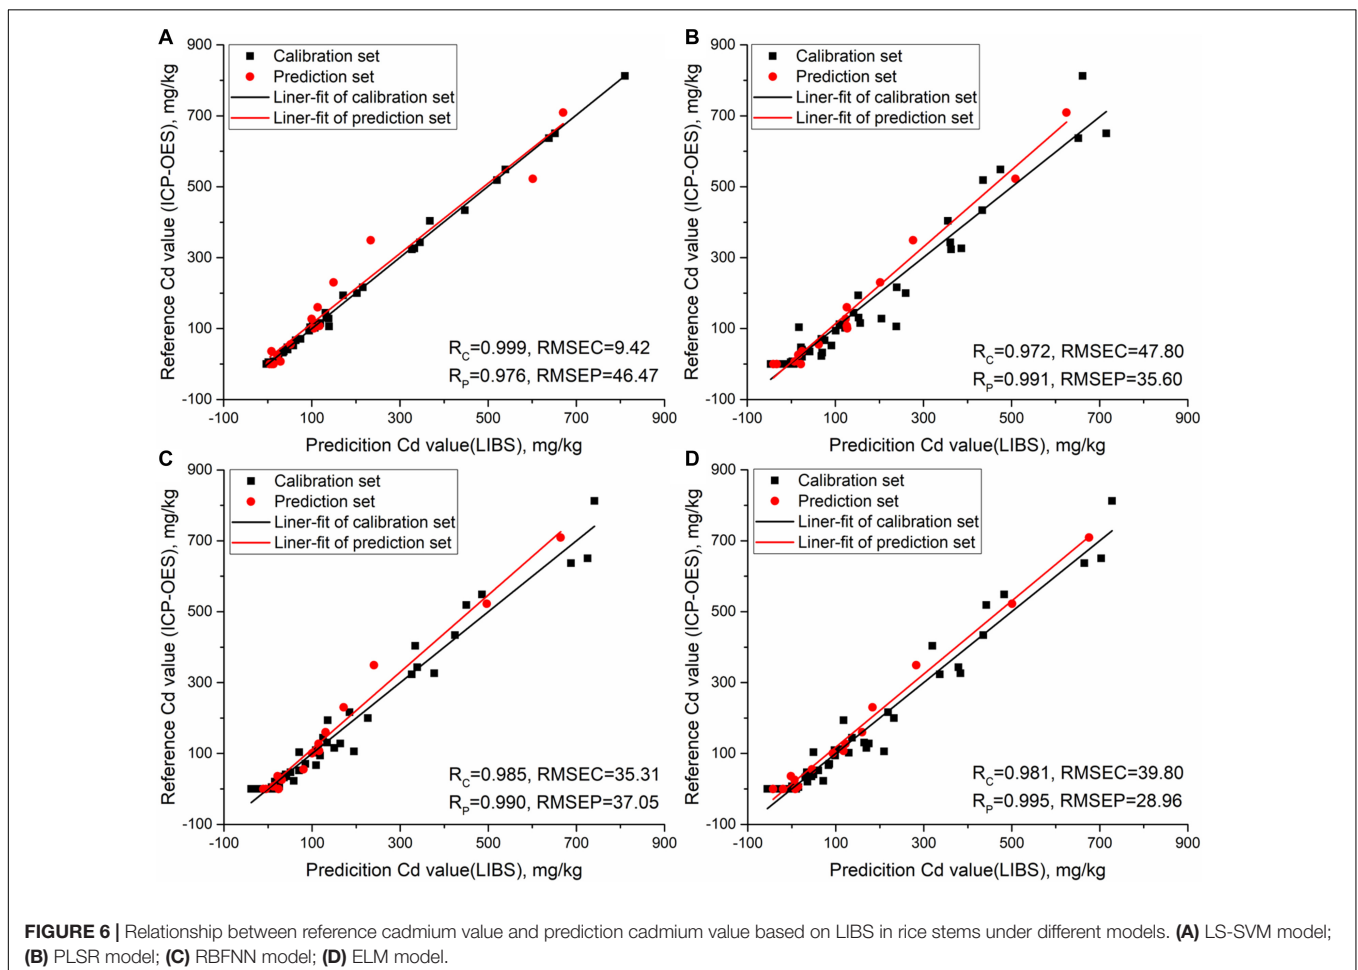 A
900
700
500
300
100
-100
Reference Cd value (ICP-OES), mg/kg
Calibration set
Prediction set
Liner-fit of calibration set
Liner-fit of prediction set
RC=0.999, RMSEC=9.42
RP=0.976, RMSEP=46.47
-100 100 300 500 700 900
Predicition Cd value(LIBS), mg/kg
B
900
700
500
300
100
-100
Reference Cd value (ICP-OES), mg/kg
Calibration set
Prediction set
Liner-fit of calibration set
Liner-fit of prediction set
RC=0.972, RMSEC=47.80
RP=0.991, RMSEP=35.60
-100 100 300 500 700 900
Predicition Cd value(LIBS), mg/kg
C
900
700
500
300
100
-100
Reference Cd value (ICP-OES), mg/kg
Calibration set
Prediction set
Liner-fit of calibration set
Liner-fit of prediction set
RC=0.985, RMSEC=35.31
RP=0.990, RMSEP=37.05
-100 100 300 500 700 900
Predicition Cd value(LIBS), mg/kg
D
900
700
500
300
100
-100
Reference Cd value (ICP-OES), mg/kg
Calibration set
Prediction set
Liner-fit of calibration set
Liner-fit of prediction set
RC=0.981, RMSEC=39.80
RP=0.995, RMSEP=28.96
-100 100 300 500 700 900
Predicition Cd value(LIBS), mg/kg
FIGURE 6 | Relationship between reference cadmium value and prediction cadmium value based on LIBS in rice stems under different models. (A) LS-SVM model;
(B) PLSR model; (C) RBFNN model; (D) ELM model.